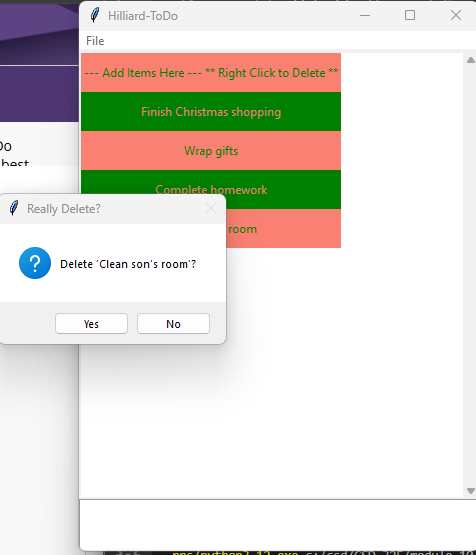 Hilliard-ToDo
File
--- Add Items Here --- ** Right Click to Delete **
Finish Christmas shopping
Wrap gifts
Complete homework
room
Do
best
Really Delete?
Delete 'Clean son's room'?
Yes
No